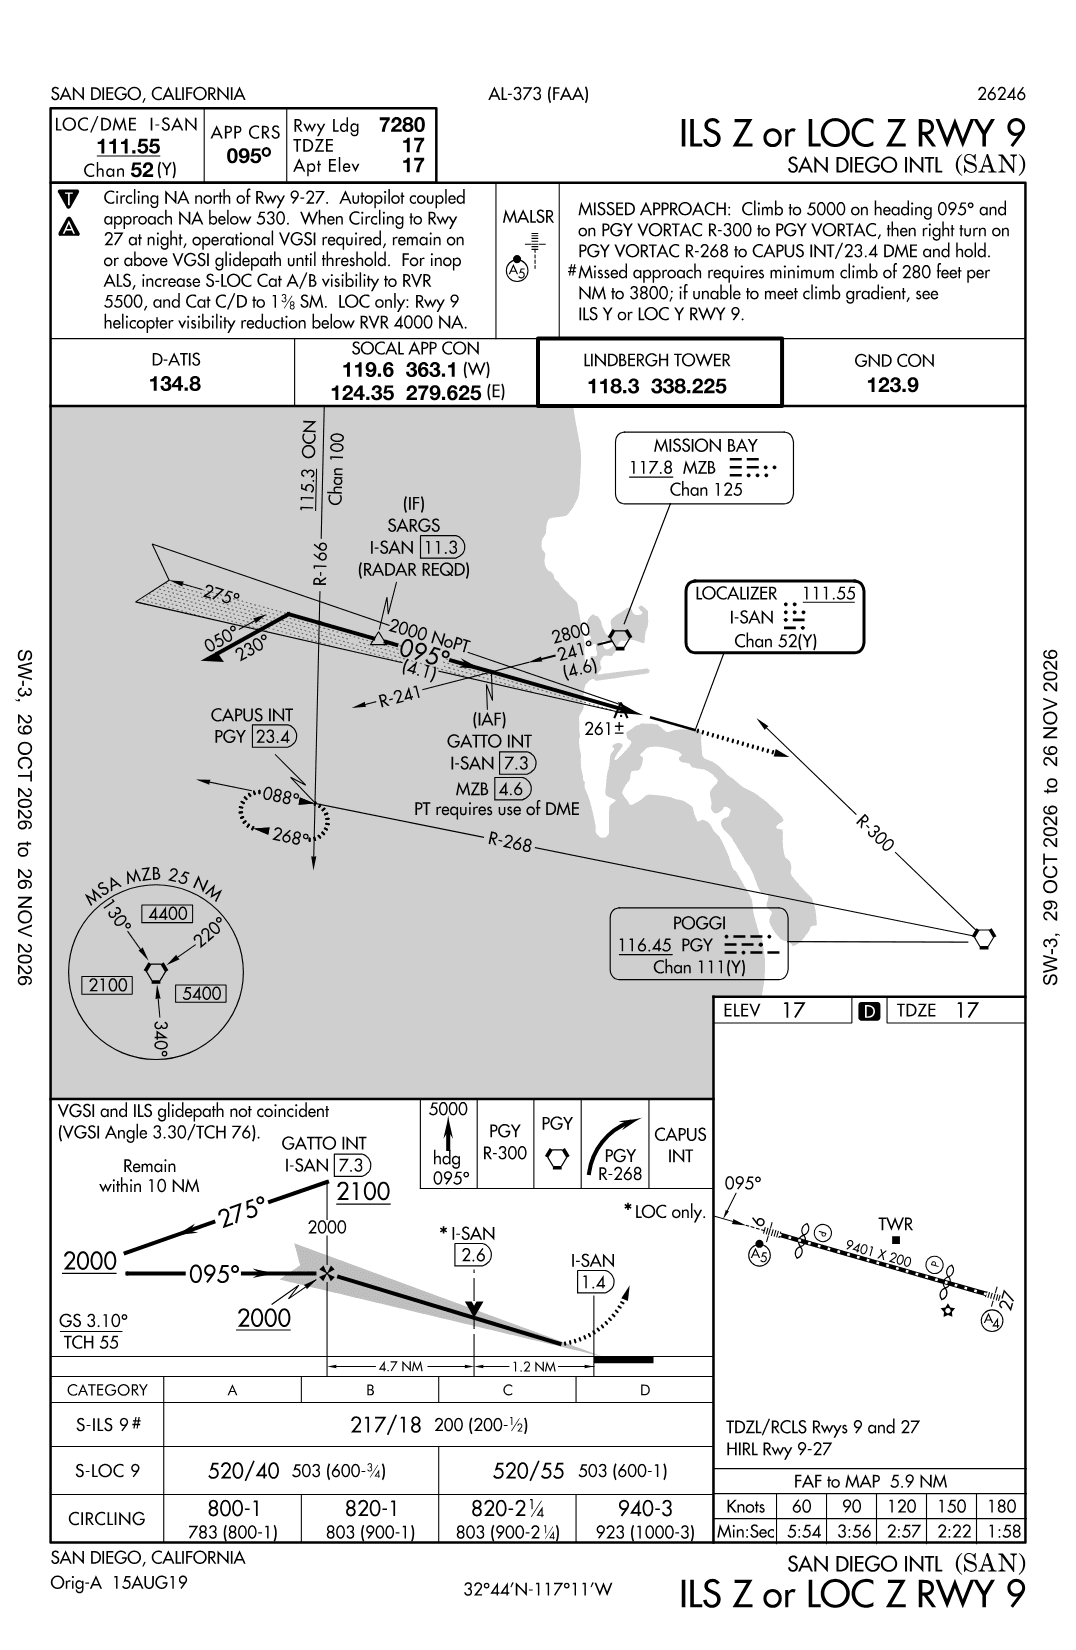 SAN DIEGO, CALIFORNIA
AL-373 (FAA)
26246
LOC/DME I-SAN
111.55
Chan 52 (Y)
APP CRS
095°
Rwy Ldg 7280
TDZE 17
Apt Elev 17
ILS Z or LOC Z RWY 9
SAN DIEGO INTL (SAN)
T
A
Circling NA north of Rwy 9-27. Autopilot coupled
approach NA below 530. When Circling to Rwy
27 at night, operational VGSI required, remain on
or above VGSI glidepath until threshold. For inop
ALS, increase S-LOC Cat A/B visibility to RVR
5500, and Cat C/D to 1⅜ SM. LOC only: Rwy 9
helicopter visibility reduction below RVR 4000 NA.
MALSR
A5
MISSED APPROACH: Climb to 5000 on heading 095° and
on PGY VORTAC R-300 to PGY VORTAC, then right turn on
PGY VORTAC R-268 to CAPUS INT/23.4 DME and hold.
#Missed approach requires minimum climb of 280 feet per
NM to 3800; if unable to meet climb gradient, see
ILS Y or LOC Y RWY 9.
D-ATIS
134.8
SOCAL APP CON
119.6 363.1 (W)
124.35 279.625 (E)
LINDBERGH TOWER
118.3 338.225
GND CON
123.9
115.3 OCN
Chan 100
R-166
MISSION BAY
117.8 MZB
Chan 125
(IF)
SARGS
I-SAN 11.3
(RADAR REQD)
LOCALIZER 111.55
I-SAN
Chan 52(Y)
275°
050°
230°
2000 NoPT
095°
(4.1)
2800
241°
(4.6)
R-241
261±
CAPUS INT
PGY 23.4
(IAF)
GATTO INT
I-SAN 7.3
MZB 4.6
PT requires use of DME
088°
268°
R-268
R-300
MSA MZB 25 NM
130°
4400
220°
2100
5400
340°
POGGI
116.45 PGY
Chan 111(Y)
SW-3, 29 OCT 2026 to 26 NOV 2026
SW-3, 29 OCT 2026 to 26 NOV 2026
ELEV 17
D
TDZE 17
VGSI and ILS glidepath not coincident
(VGSI Angle 3.30/TCH 76).
Remain
within 10 NM
GATTO INT
I-SAN 7.3
2100
275°
2000
2000
095°
2000
GS 3.10°
TCH 55
5000
hdg
095°
PGY
R-300
PGY
PGY
R-268
CAPUS
INT
*LOC only.
*I-SAN
2.6
I-SAN
1.4
4.7 NM
1.2 NM
095°
9
A5
P
TWR
9401 X 200
P
27
A4
TDZL/RCLS Rwys 9 and 27
HIRL Rwy 9-27
CATEGORY A B C D
S-ILS 9# 217/18 200 (200-½)
S-LOC 9 520/40 503 (600-¾) 520/55 503 (600-1)
CIRCLING
800-1
783 (800-1)
820-1
803 (900-1)
820-2¼
803 (900-2¼)
940-3
923 (1000-3)
FAF to MAP 5.9 NM
Knots 60 90 120 150 180
Min:Sec 5:54 3:56 2:57 2:22 1:58
SAN DIEGO, CALIFORNIA
Orig-A 15AUG19
32°44'N-117°11'W
SAN DIEGO INTL (SAN)
ILS Z or LOC Z RWY 9